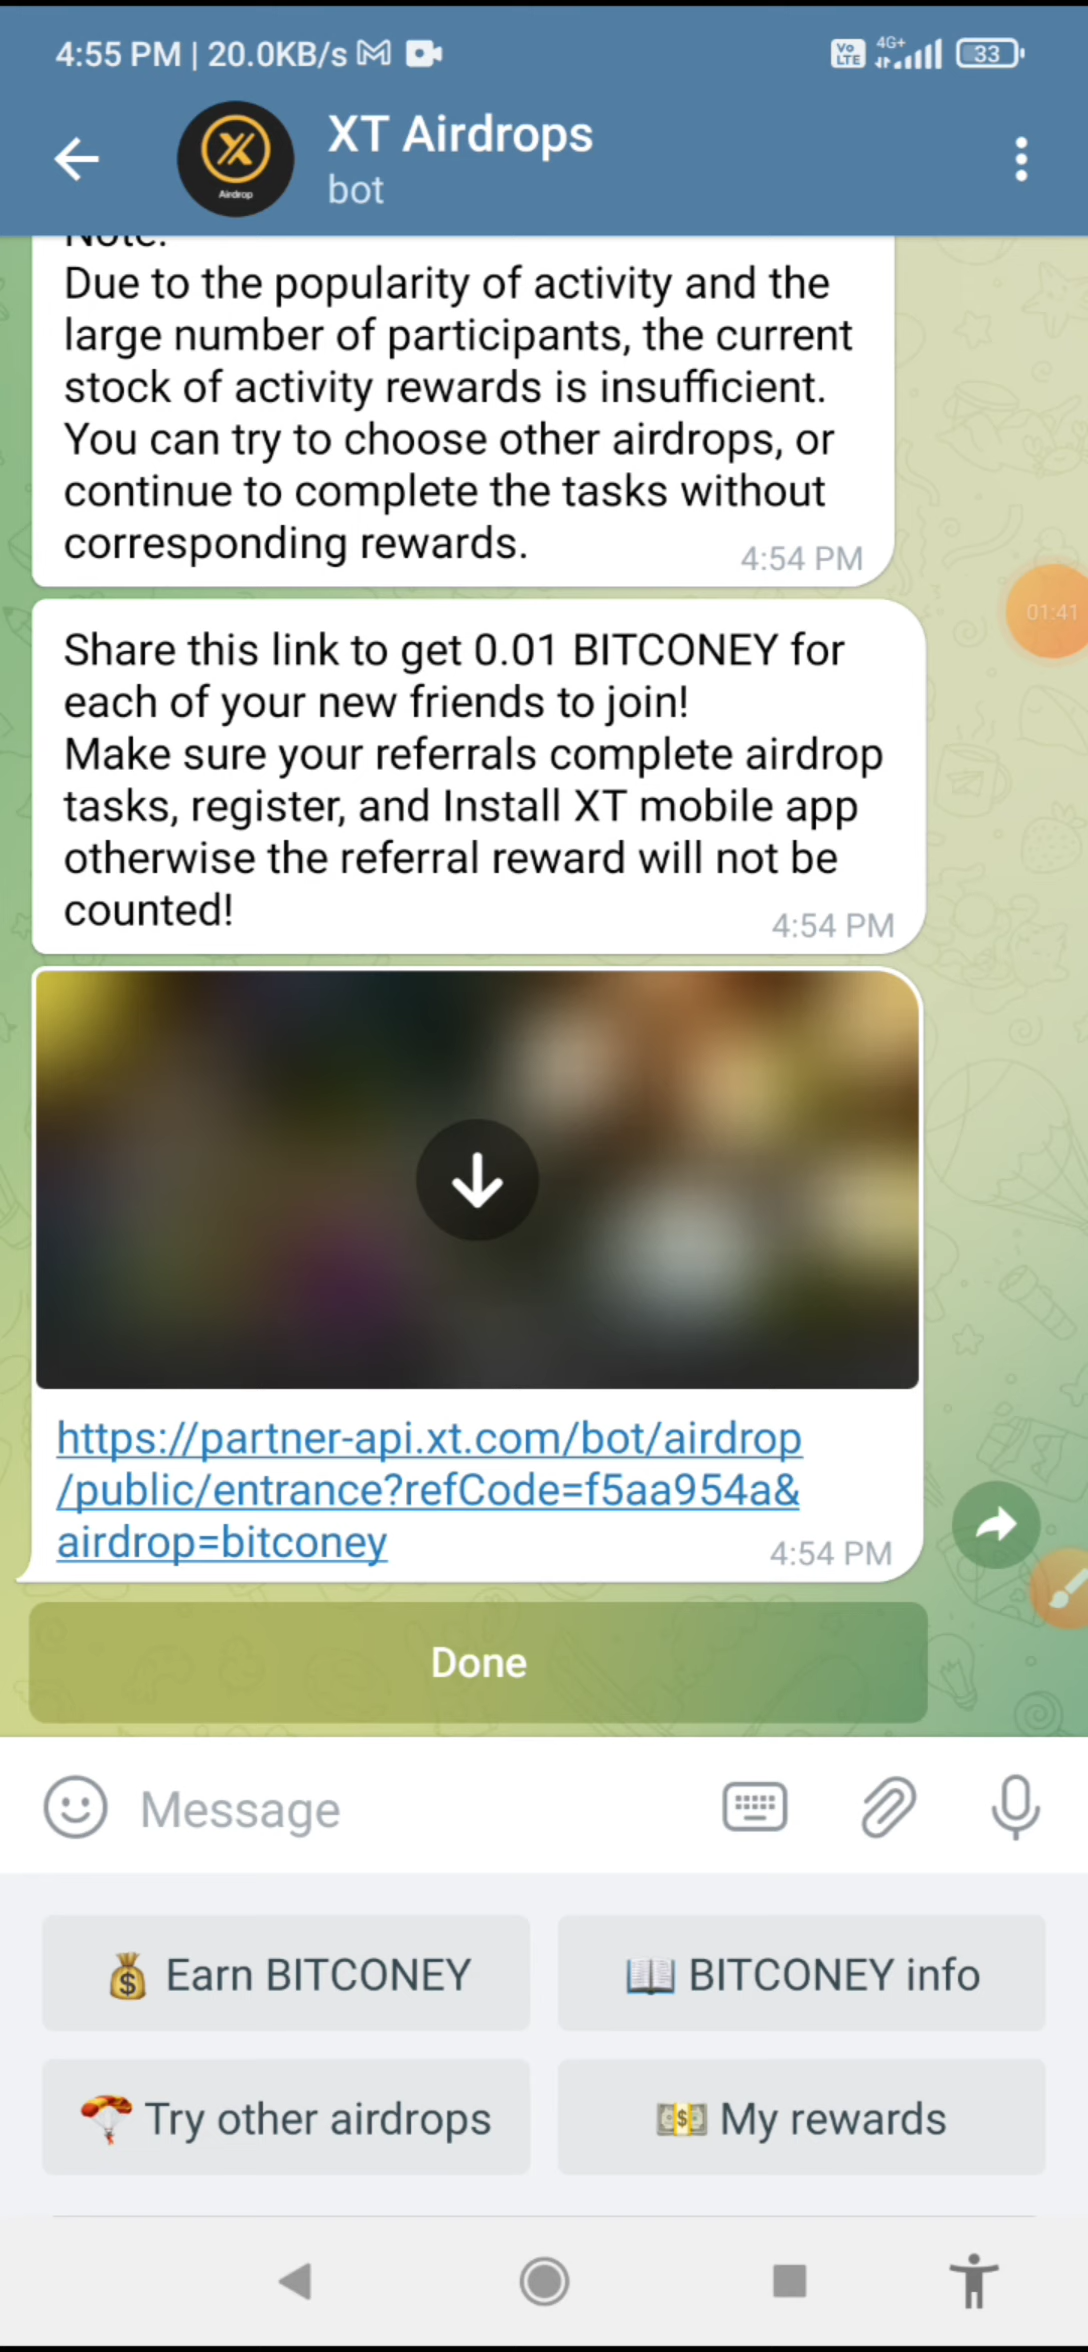 4:55 PM | 20.0KB/s
Vo LTE 4G+ 33
XT Airdrops
Airdrop
bot
Note:
Due to the popularity of activity and the
large number of participants, the current
stock of activity rewards is insufficient.
You can try to choose other airdrops, or
continue to complete the tasks without
corresponding rewards.
4:54 PM
01:41
Share this link to get 0.01 BITCONEY for
each of your new friends to join!
Make sure your referrals complete airdrop
tasks, register, and Install XT mobile app
otherwise the referral reward will not be
counted!
4:54 PM
https://partner-api.xt.com/bot/airdrop
/public/entrance?refCode=f5aa954a&
airdrop=bitconey
4:54 PM
Done
Message
Earn BITCONEY
BITCONEY info
Try other airdrops
My rewards